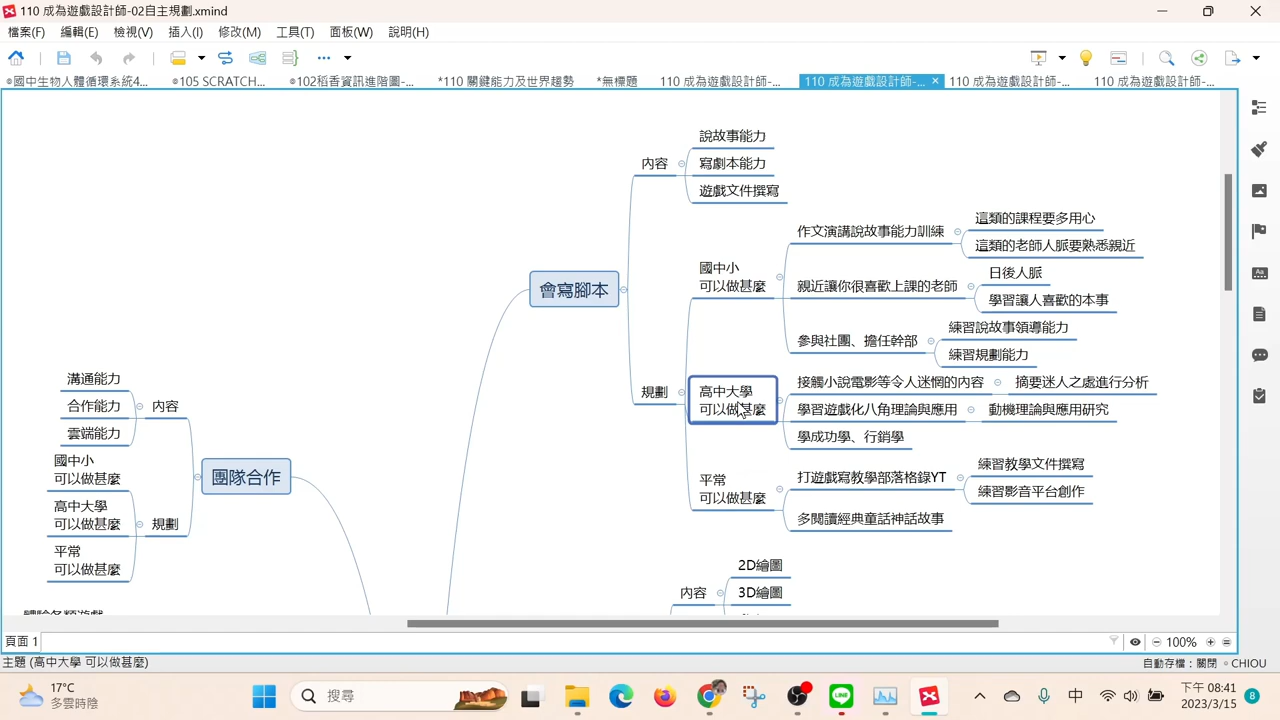 110 成為遊戲設計師-02自主規劃.xmind
檔案(F) 編輯(E) 檢視(V) 插入(I) 修改(M) 工具(T) 面板(W) 說明(H)
國中生物人體循環系統4... 105 SCRATCH... 102稻香資訊進階圖-... *110 關鍵能力及世界趨勢 *無標題 110 成為遊戲設計師-... 110 成為遊戲設計師-... 110 成為遊戲設計師-... 110 成為遊戲設計師-...
會寫腳本
內容
說故事能力
寫劇本能力
遊戲文件撰寫
規劃
國中小
可以做甚麼
作文演講說故事能力訓練
這類的課程要多用心
這類的老師人脈要熟悉親近
親近讓你很喜歡上課的老師
日後人脈
學習讓人喜歡的本事
參與社團、擔任幹部
練習說故事領導能力
練習規劃能力
高中大學
可以做甚麼
接觸小說電影等令人迷惘的內容
摘要迷人之處進行分析
學習遊戲化八角理論與應用
動機理論與應用研究
學成功學、行銷學
平常
可以做甚麼
打遊戲寫教學部落格錄YT
練習教學文件撰寫
練習影音平台創作
多閱讀經典童話神話故事
內容
2D繪圖
3D繪圖
團隊合作
內容
溝通能力
合作能力
雲端能力
規劃
國中小
可以做甚麼
高中大學
可以做甚麼
平常
可以做甚麼
頁面 1
100%
主題 (高中大學 可以做甚麼)
自動存檔：關閉 CHIOU
17°C
多雲時陰
搜尋
中
下午 08:41
2023/3/15
8